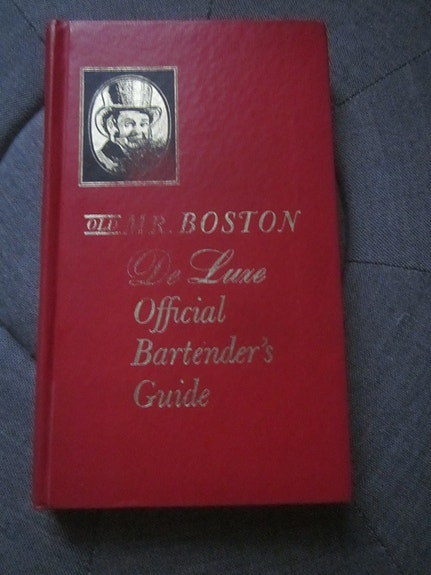 OLD MR. BOSTON
De Luxe
Official
Bartender's
Guide